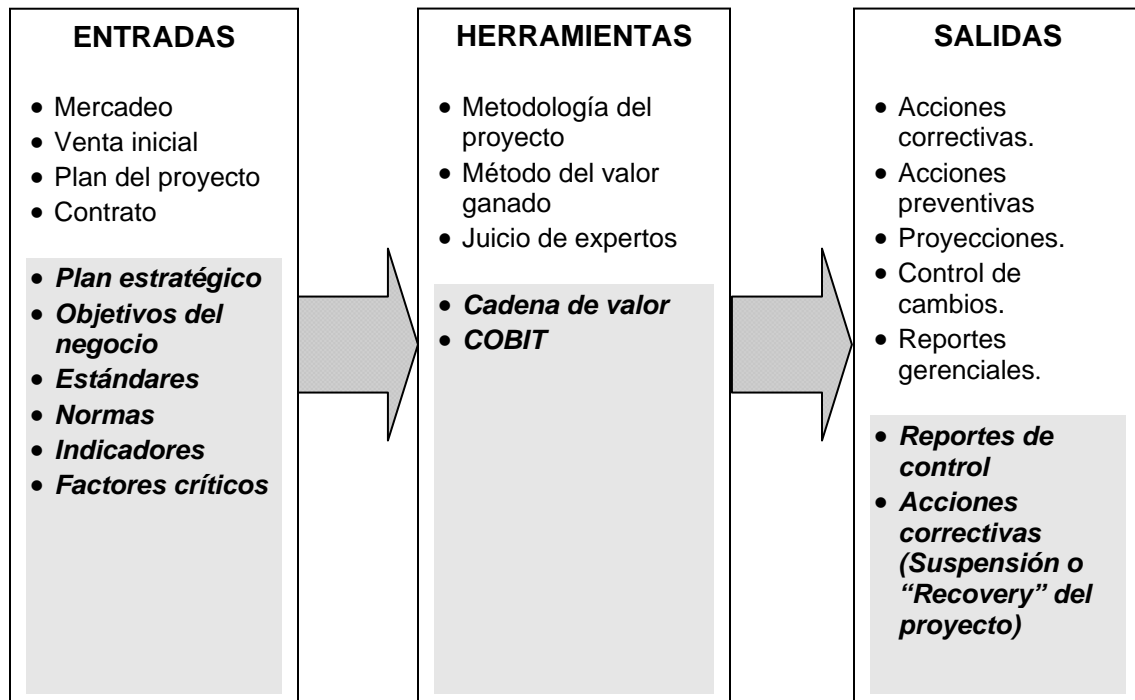 ENTRADAS
• Mercadeo
• Venta inicial
• Plan del proyecto
• Contrato
• Plan estratégico
• Objetivos del
negocio
• Estándares
• Normas
• Indicadores
• Factores críticos
HERRAMIENTAS
• Metodología del
proyecto
• Método del valor
ganado
• Juicio de expertos
• Cadena de valor
• COBIT
SALIDAS
• Acciones
correctivas.
• Acciones
preventivas
• Proyecciones.
• Control de
cambios.
• Reportes
gerenciales.
• Reportes de
control
• Acciones
correctivas
(Suspensión o
“Recovery” del
proyecto)